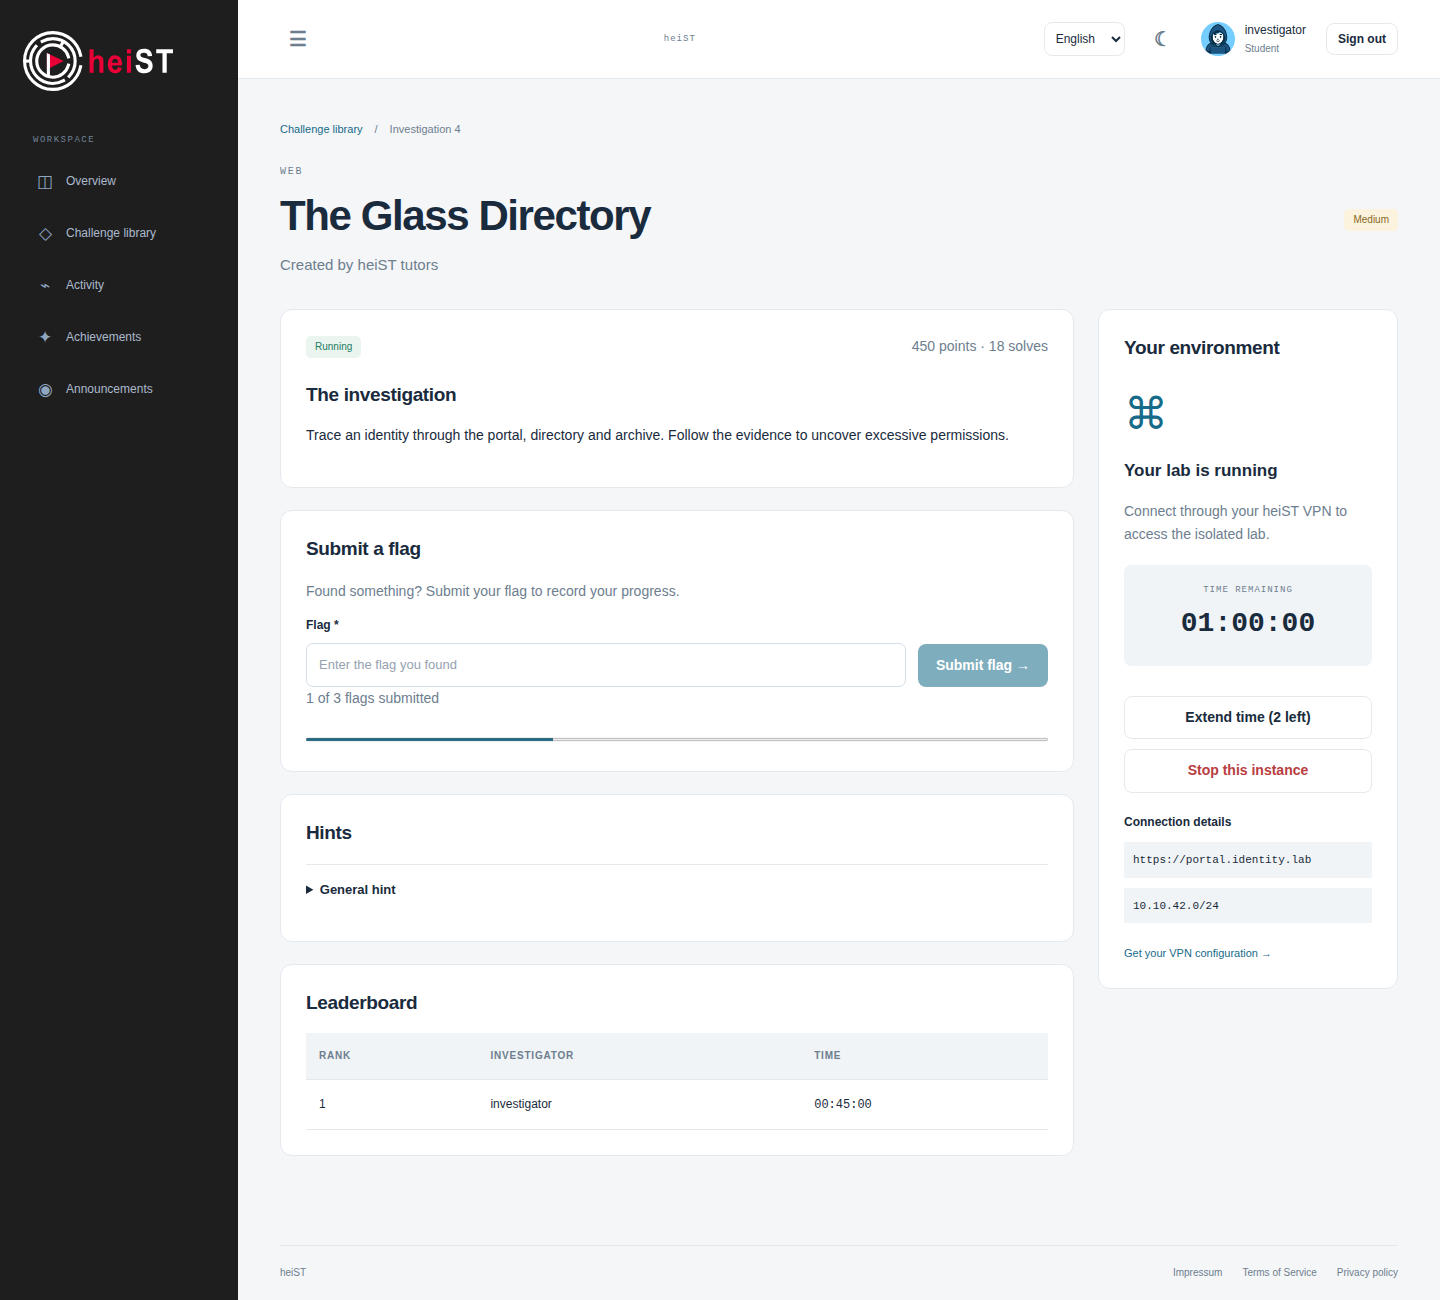 heiST
WORKSPACE
Overview
Challenge library
Activity
Achievements
Announcements
heiST
English
investigator
Student
Sign out
Challenge library / Investigation 4
WEB
The Glass Directory
Medium
Created by heiST tutors
Running
450 points · 18 solves
The investigation
Trace an identity through the portal, directory and archive. Follow the evidence to uncover excessive permissions.
Submit a flag
Found something? Submit your flag to record your progress.
Flag *
Enter the flag you found
Submit flag →
1 of 3 flags submitted
Hints
General hint
Leaderboard
RANK INVESTIGATOR TIME
1 investigator 00:45:00
Your environment
Your lab is running
Connect through your heiST VPN to
access the isolated lab.
TIME REMAINING
01:00:00
Extend time (2 left)
Stop this instance
Connection details
https://portal.identity.lab
10.10.42.0/24
Get your VPN configuration →
heiST
Impressum Terms of Service Privacy policy